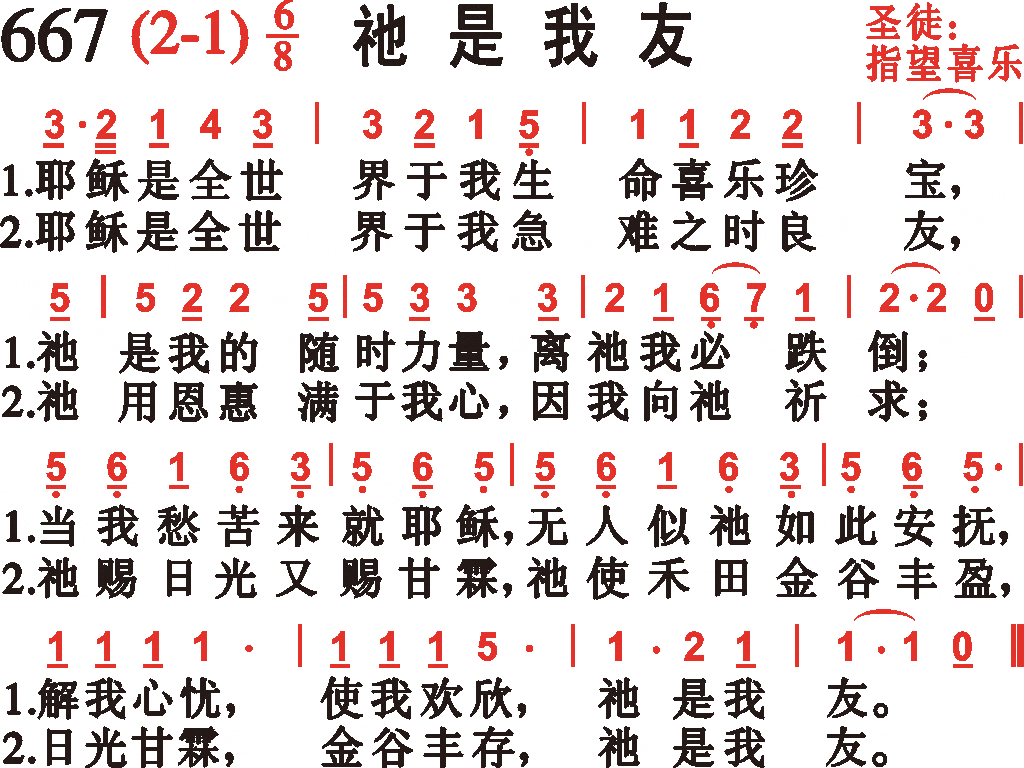 667 (2-1) 6/8 祂是我友 圣徒：
指望喜乐
3·2 1 4 3 | 3 2 1 5 | 1 1 2 2 | 3·3 |
1.耶稣是全世 界于我生 命喜乐珍 宝，
2.耶稣是全世 界于我急 难之时良 友，
5 | 5 2 2 5 | 5 3 3 3 | 2 1 6 7 1 | 2·2 0 |
1.祂 是我的 随时力量，离祂我必 跌 倒；
2.祂 用恩惠 满于我心，因我向祂 祈 求；
5 6 1 6 3 | 5 6 5 | 5 6 1 6 3 | 5 6 5· |
1.当我愁苦来就耶稣，无人似祂如此安抚，
2.祂赐日光又赐甘霖，祂使禾田金谷丰盈，
1 1 1 1 · | 1 1 1 5 · | 1 · 2 1 | 1 · 1 0 ‖
1.解我心忧， 使我欢欣， 祂 是我 友。
2.日光甘霖， 金谷丰存， 祂 是我 友。